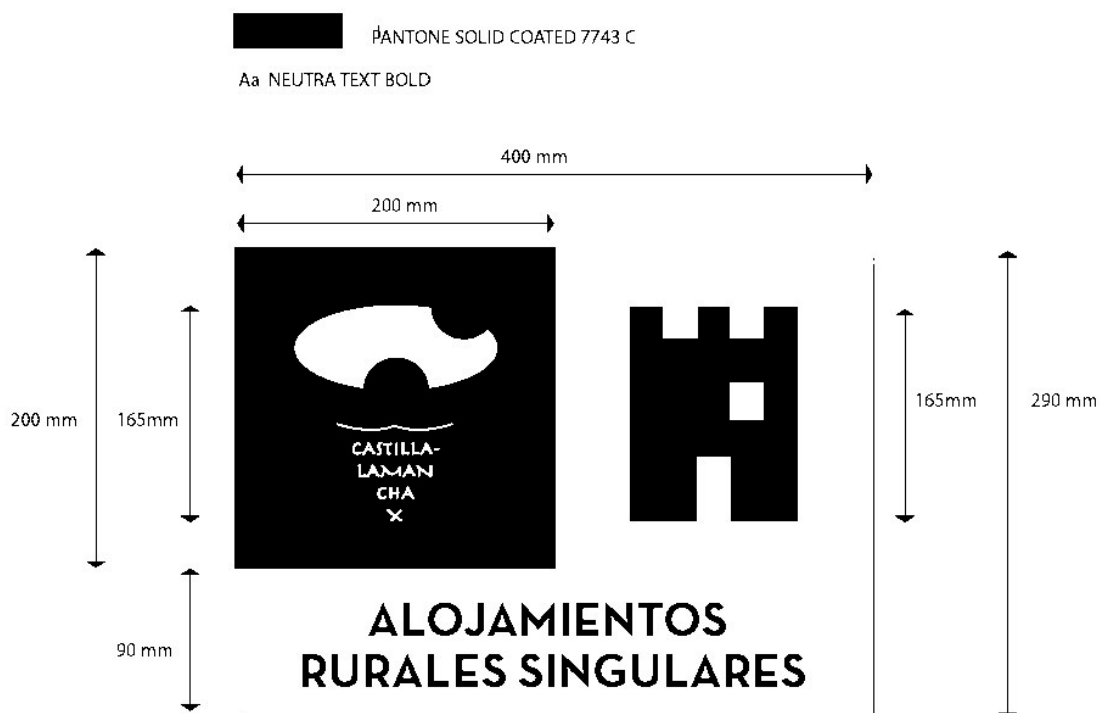 PANTONE SOLID COATED 7743 C
Aa NEUTRA TEXT BOLD
400 mm
200 mm
200 mm
165mm
165mm
290 mm
CASTILLA-
LAMAN
CHA
X
90 mm
ALOJAMIENTOS
RURALES SINGULARES